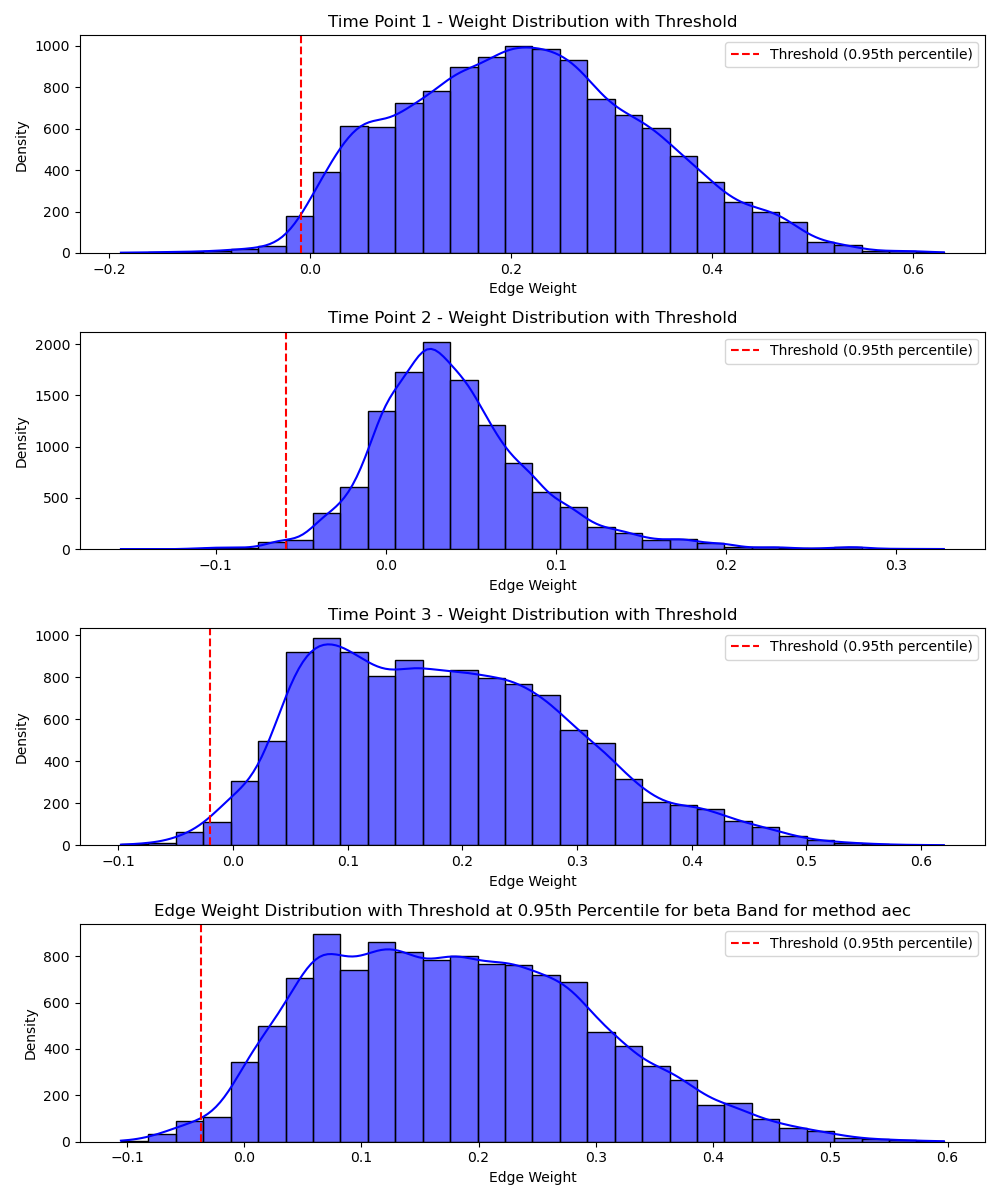 Time Point 1 - Weight Distribution with Threshold
Threshold (0.95th percentile)
Density
1000
800
600
400
200
0
−0.2 0.0 0.2 0.4 0.6
Edge Weight
Time Point 2 - Weight Distribution with Threshold
Threshold (0.95th percentile)
Density
2000
1500
1000
500
0
−0.1 0.0 0.1 0.2 0.3
Edge Weight
Time Point 3 - Weight Distribution with Threshold
Threshold (0.95th percentile)
Density
1000
800
600
400
200
0
−0.1 0.0 0.1 0.2 0.3 0.4 0.5 0.6
Edge Weight
Edge Weight Distribution with Threshold at 0.95th Percentile for beta Band for method aec
Threshold (0.95th percentile)
Density
800
600
400
200
0
−0.1 0.0 0.1 0.2 0.3 0.4 0.5 0.6
Edge Weight